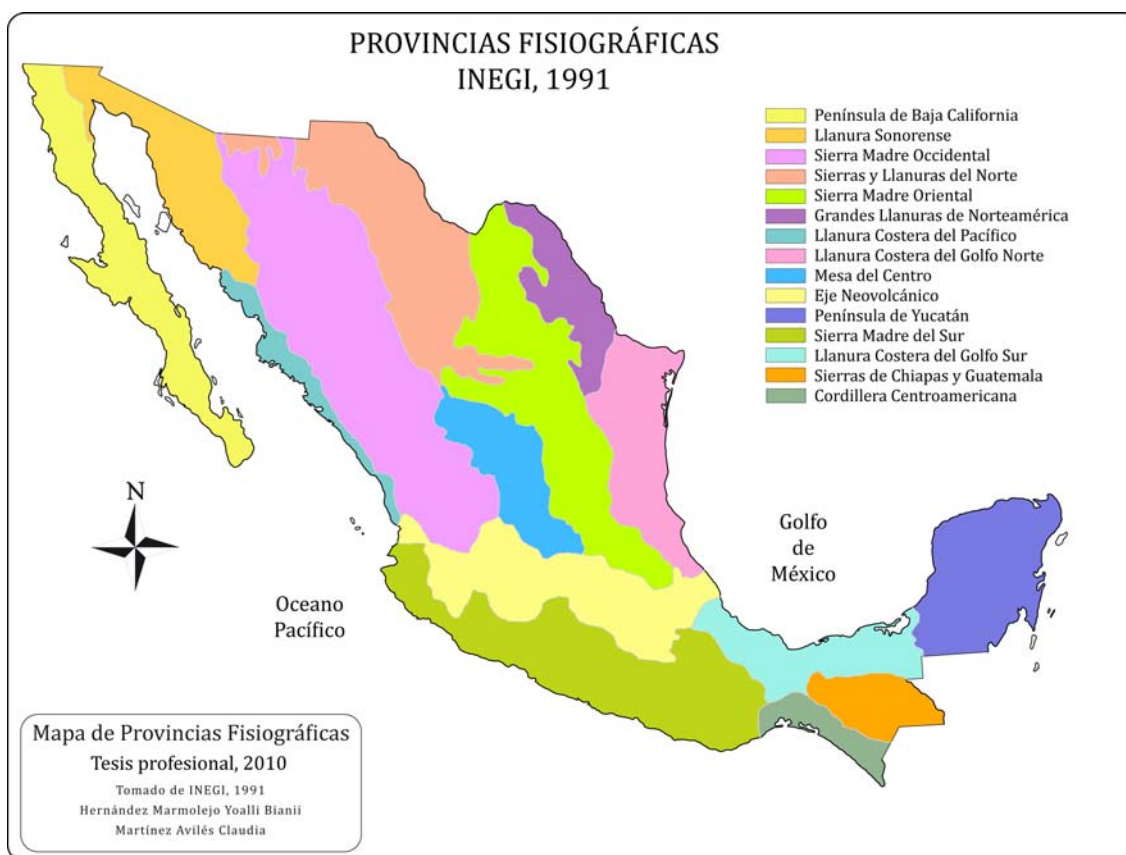 PROVINCIAS FISIOGRÁFICAS
INEGI, 1991
Península de Baja California
Llanura Sonorense
Sierra Madre Occidental
Sierras y Llanuras del Norte
Sierra Madre Oriental
Grandes Llanuras de Norteamérica
Llanura Costera del Pacífico
Llanura Costera del Golfo Norte
Mesa del Centro
Eje Neovolcánico
Península de Yucatán
Sierra Madre del Sur
Llanura Costera del Golfo Sur
Sierras de Chiapas y Guatemala
Cordillera Centroamericana
N
Golfo
de
México
Oceano
Pacífico
Mapa de Provincias Fisiográficas
Tesis profesional, 2010
Tomado de INEGI, 1991
Hernández Marmolejo Yoalli Bianii
Martínez Avilés Claudia